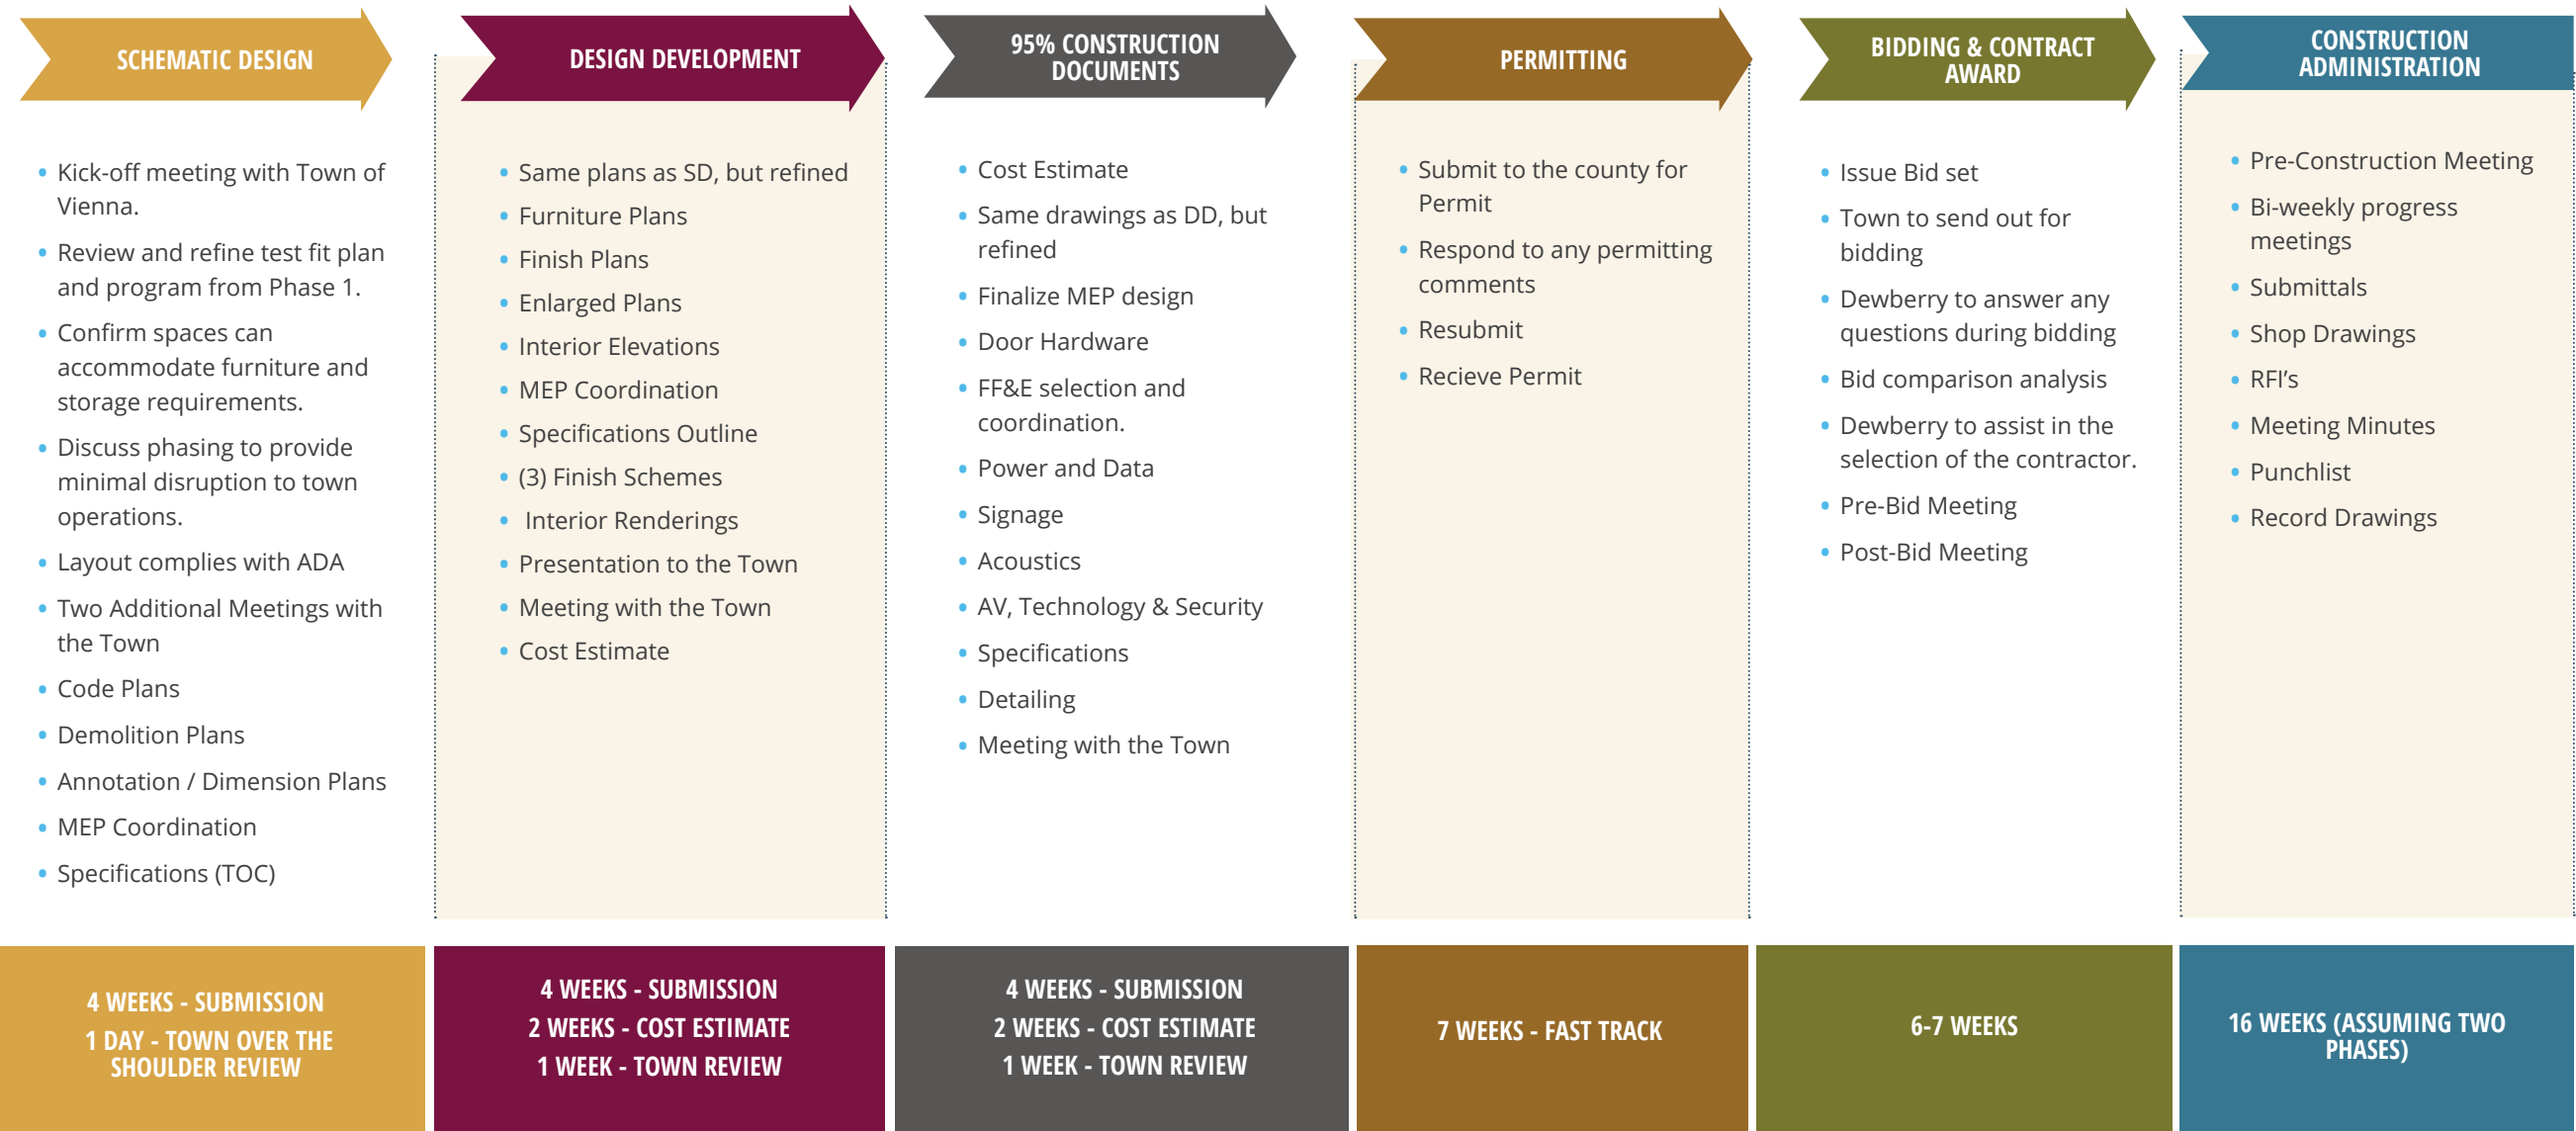 SCHEMATIC DESIGN
• Kick-off meeting with Town of
Vienna.
• Review and refine test fit plan
and program from Phase 1.
• Confirm spaces can
accommodate furniture and
storage requirements.
• Discuss phasing to provide
minimal disruption to town
operations.
• Layout complies with ADA
• Two Additional Meetings with
the Town
• Code Plans
• Demolition Plans
• Annotation / Dimension Plans
• MEP Coordination
• Specifications (TOC)
4 WEEKS - SUBMISSION
1 DAY - TOWN OVER THE
SHOULDER REVIEW
DESIGN DEVELOPMENT
• Same plans as SD, but refined
• Furniture Plans
• Finish Plans
• Enlarged Plans
• Interior Elevations
• MEP Coordination
• Specifications Outline
• (3) Finish Schemes
• Interior Renderings
• Presentation to the Town
• Meeting with the Town
• Cost Estimate
4 WEEKS - SUBMISSION
2 WEEKS - COST ESTIMATE
1 WEEK - TOWN REVIEW
95% CONSTRUCTION
DOCUMENTS
• Cost Estimate
• Same drawings as DD, but
refined
• Finalize MEP design
• Door Hardware
• FF&E selection and
coordination.
• Power and Data
• Signage
• Acoustics
• AV, Technology & Security
• Specifications
• Detailing
• Meeting with the Town
4 WEEKS - SUBMISSION
2 WEEKS - COST ESTIMATE
1 WEEK - TOWN REVIEW
PERMITTING
• Submit to the county for
Permit
• Respond to any permitting
comments
• Resubmit
• Recieve Permit
7 WEEKS - FAST TRACK
BIDDING & CONTRACT
AWARD
• Issue Bid set
• Town to send out for
bidding
• Dewberry to answer any
questions during bidding
• Bid comparison analysis
• Dewberry to assist in the
selection of the contractor.
• Pre-Bid Meeting
• Post-Bid Meeting
6-7 WEEKS
CONSTRUCTION
ADMINISTRATION
• Pre-Construction Meeting
• Bi-weekly progress
meetings
• Submittals
• Shop Drawings
• RFI’s
• Meeting Minutes
• Punchlist
• Record Drawings
16 WEEKS (ASSUMING TWO
PHASES)